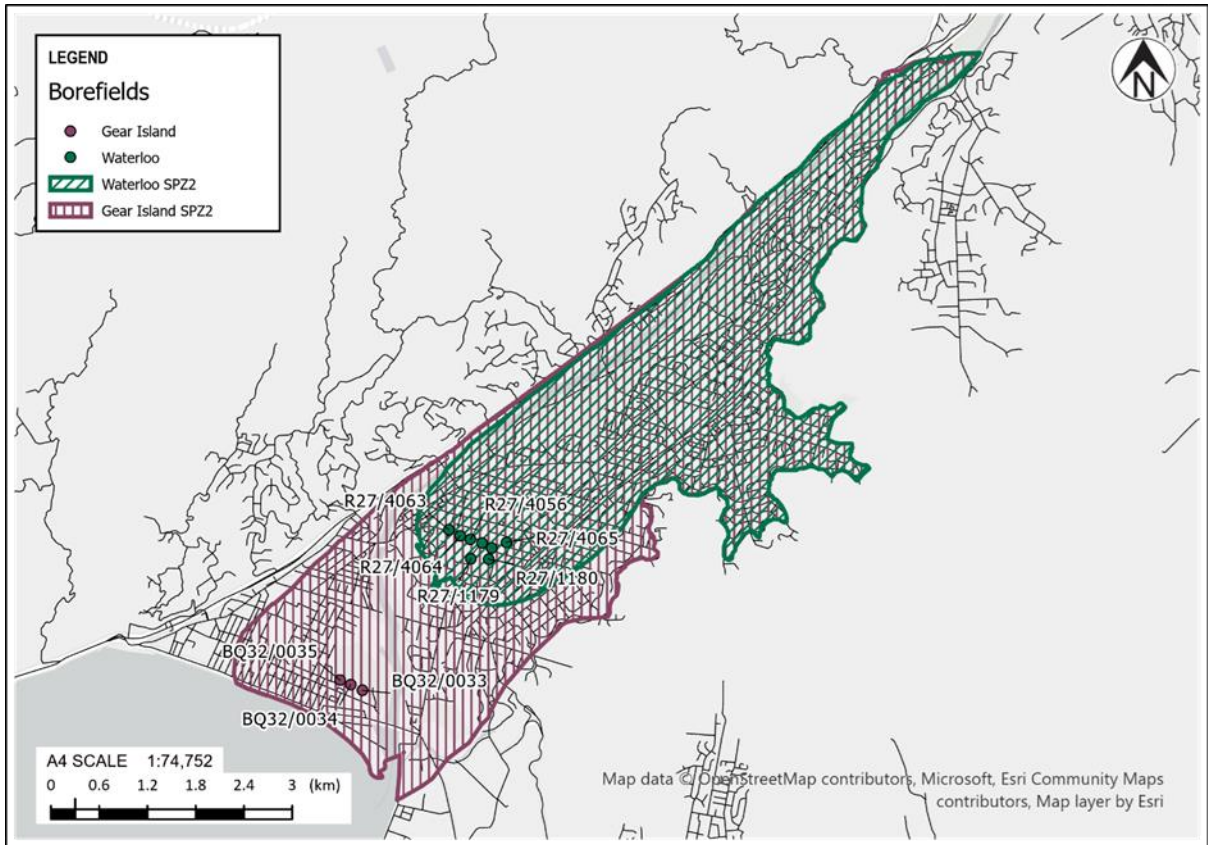 LEGEND
Borefields
Gear Island
Waterloo
Waterloo SPZ2
Gear Island SPZ2
N
R27/4063
R27/4056
R27/4065
R27/4064
R27/1180
R27/1179
BQ32/0035
BQ32/0033
BQ32/0034
A4 SCALE 1:74,752
0 0.6 1.2 1.8 2.4 3 (km)
Map data © OpenStreetMap contributors, Microsoft, Esri Community Maps
contributors, Map layer by Esri